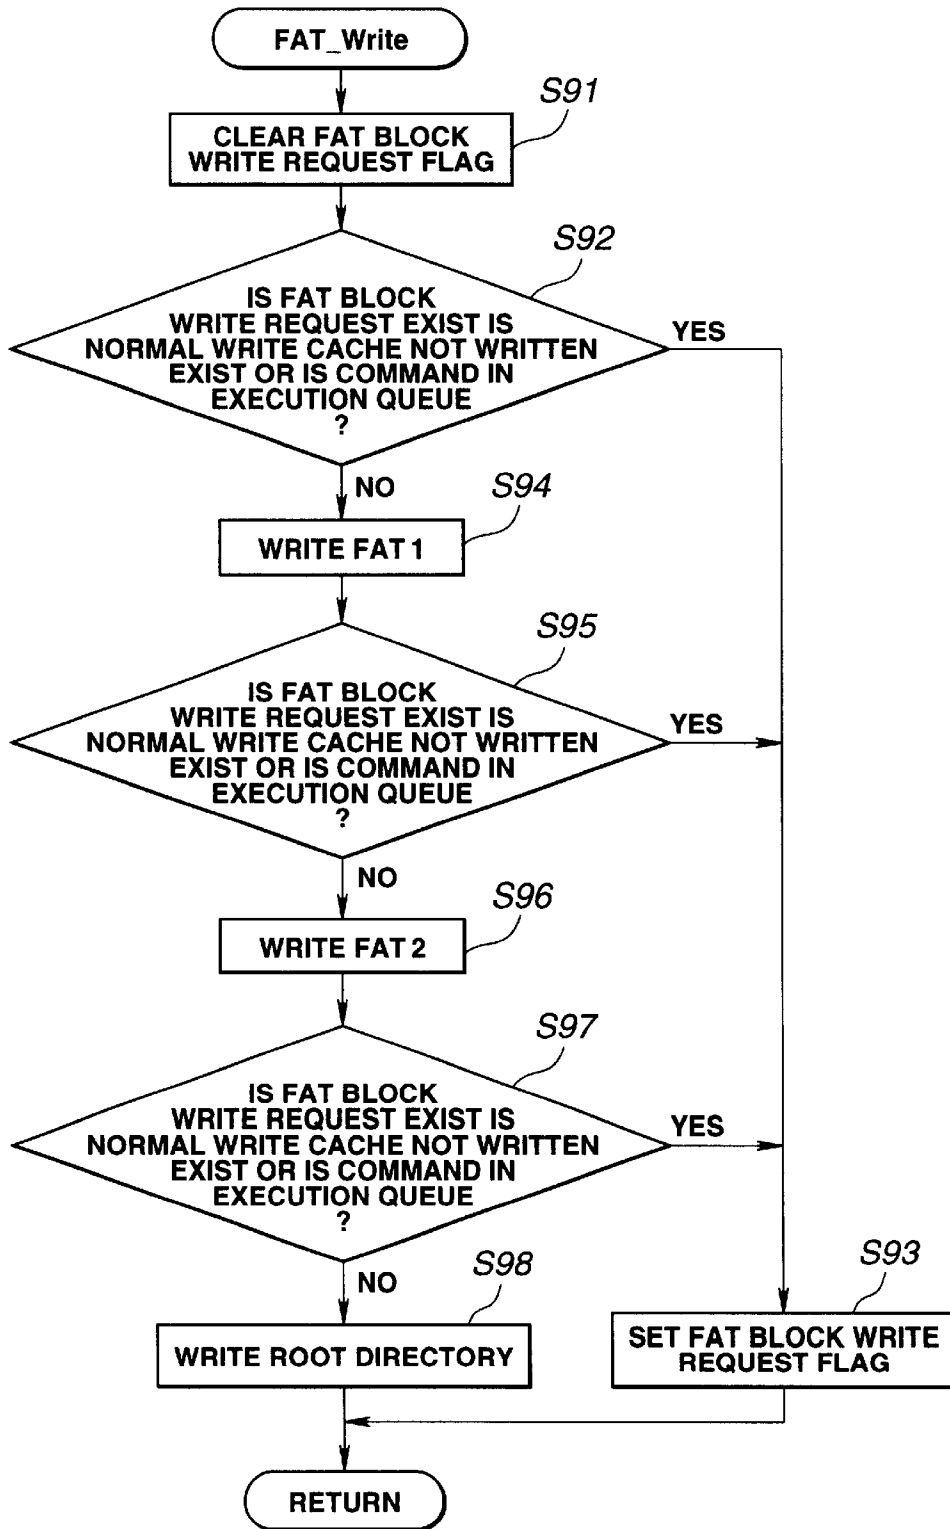 FAT_Write
S91
CLEAR FAT BLOCK
WRITE REQUEST FLAG
S92
IS FAT BLOCK
WRITE REQUEST EXIST IS
NORMAL WRITE CACHE NOT WRITTEN
EXIST OR IS COMMAND IN
EXECUTION QUEUE
?
YES
NO
S94
WRITE FAT 1
S95
IS FAT BLOCK
WRITE REQUEST EXIST IS
NORMAL WRITE CACHE NOT WRITTEN
EXIST OR IS COMMAND IN
EXECUTION QUEUE
?
YES
NO
S96
WRITE FAT 2
S97
IS FAT BLOCK
WRITE REQUEST EXIST IS
NORMAL WRITE CACHE NOT WRITTEN
EXIST OR IS COMMAND IN
EXECUTION QUEUE
?
YES
NO
S98
WRITE ROOT DIRECTORY
S93
SET FAT BLOCK WRITE
REQUEST FLAG
RETURN